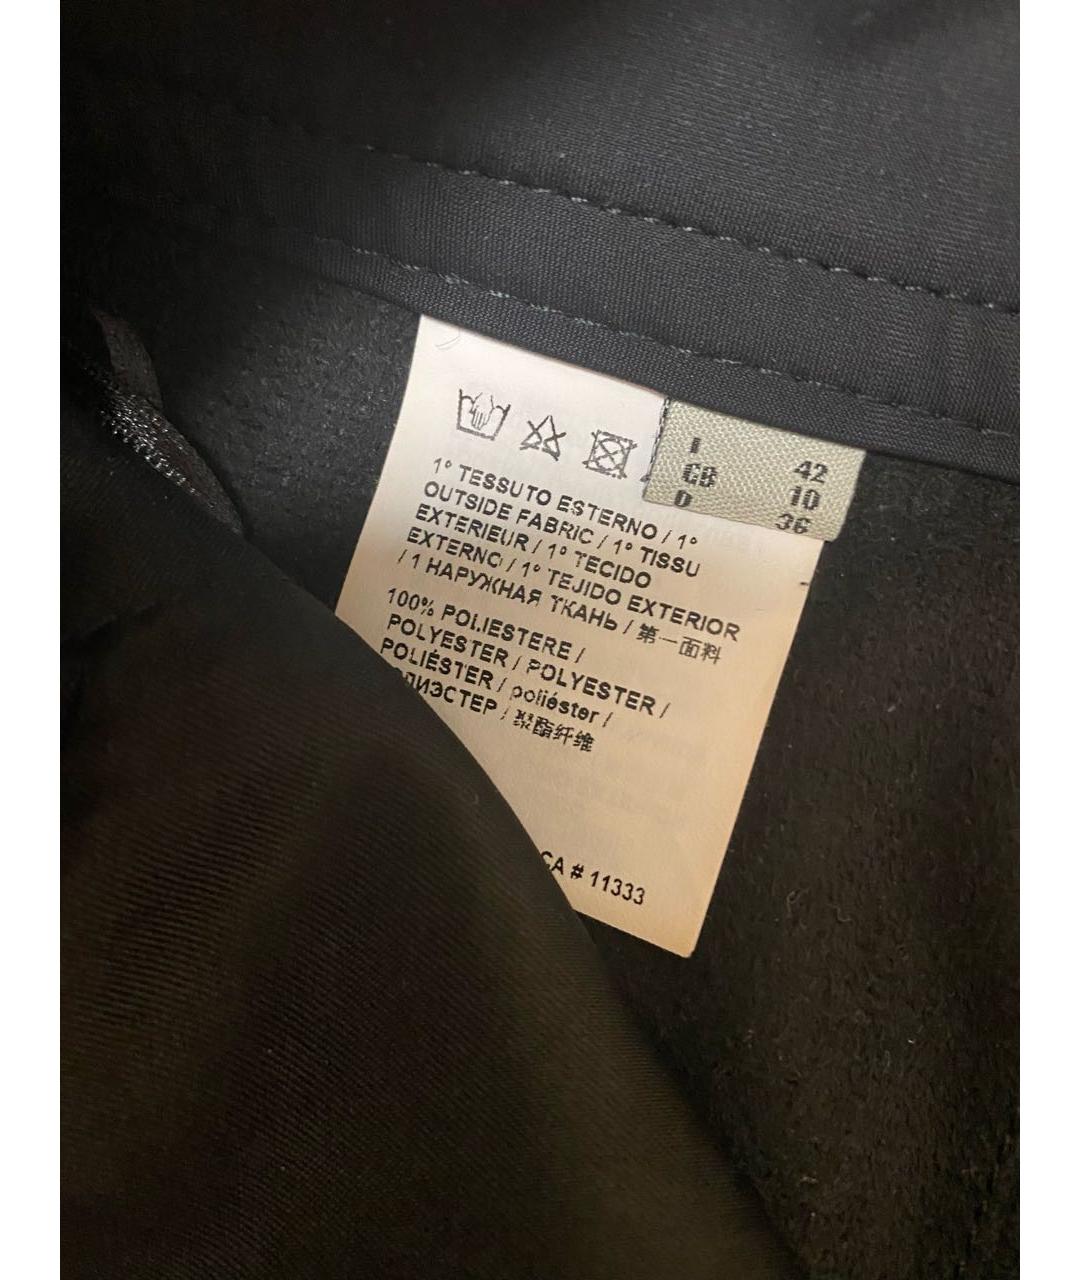 I 42
GB 10
D 36
1° TESSUTO ESTERNO / 1°
OUTSIDE FABRIC / 1° TISSU
EXTERIEUR / 1° TECIDO
EXTERNO / 1° TEJIDO EXTERIOR
/ 1 НАРУЖНАЯ ТКАНЬ / 第一面料
100% POLIESTERE /
POLYESTER / POLYESTER /
POLIÉSTER / poliéster /
ЛИЭСТЕР / 聚酯纤维
CA # 11333